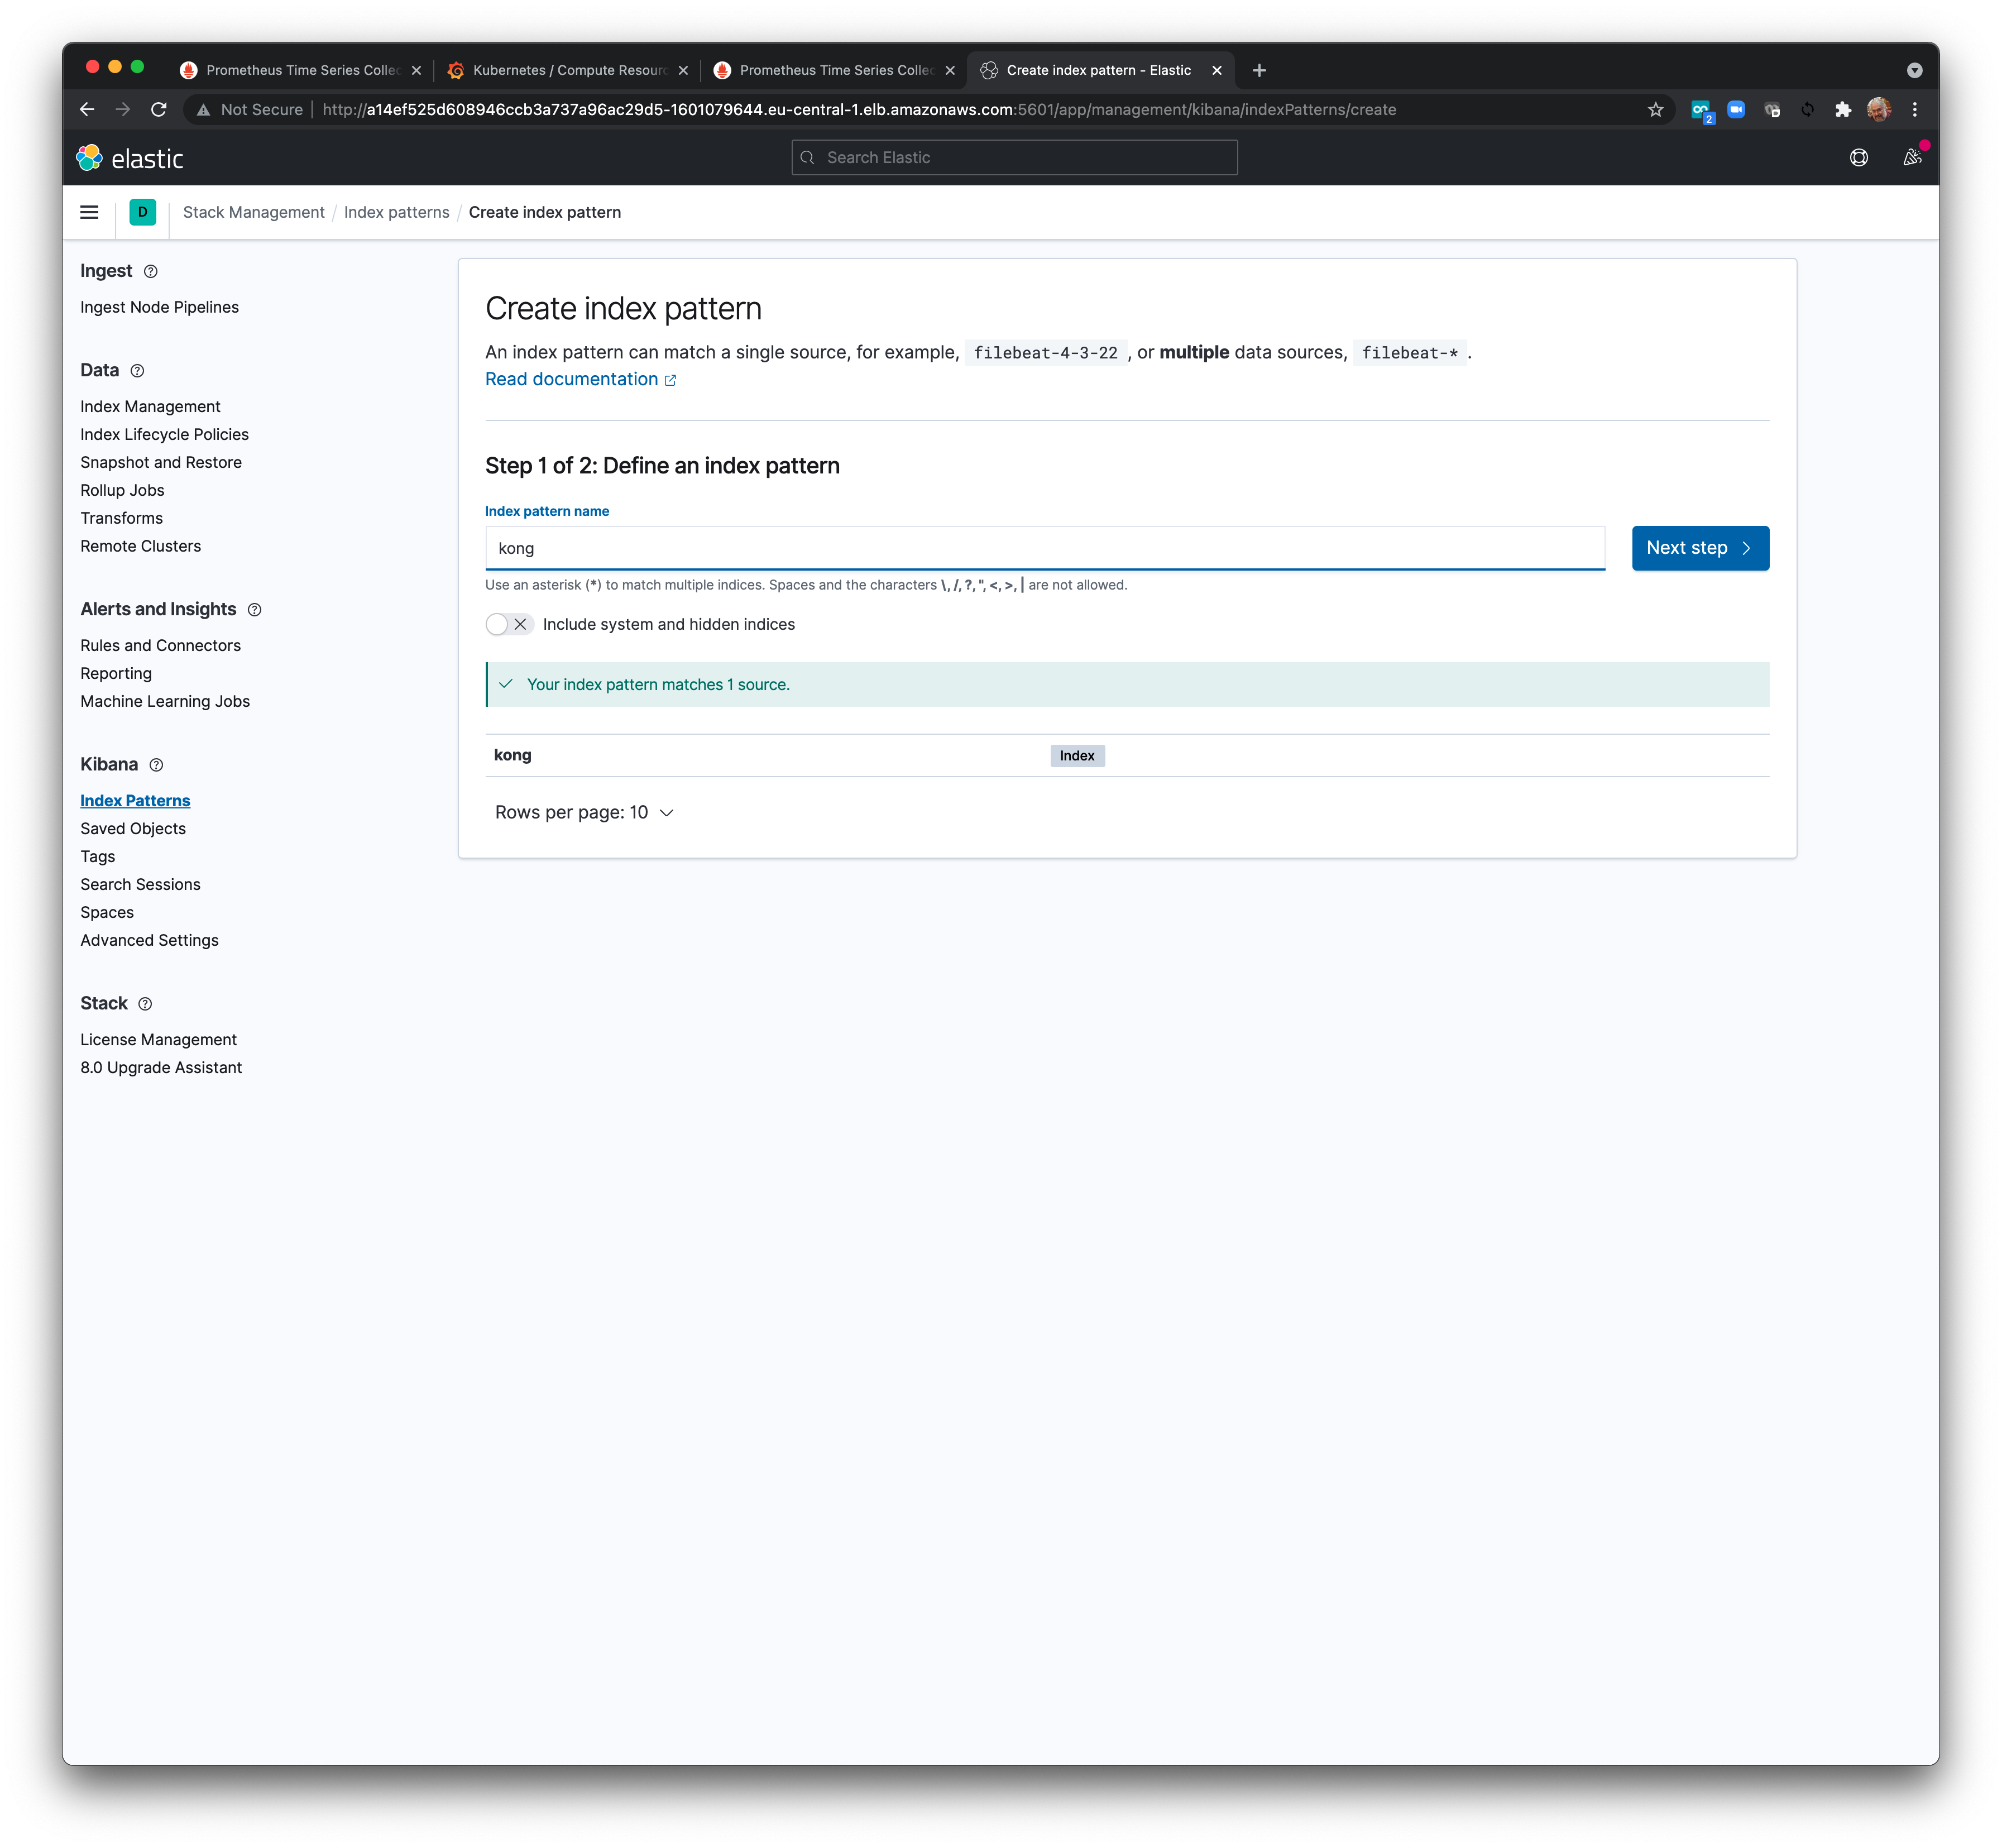 Prometheus Time Series Collec
Kubernetes / Compute Resourc
Prometheus Time Series Collec
Create index pattern - Elastic
Not Secure
http://a14ef525d608946ccb3a737a96ac29d5-1601079644.eu-central-1.elb.amazonaws.com:5601/app/management/kibana/indexPatterns/create
2
elastic
Search Elastic
D
Stack Management / Index patterns / Create index pattern
Ingest
Ingest Node Pipelines
Data
Index Management
Index Lifecycle Policies
Snapshot and Restore
Rollup Jobs
Transforms
Remote Clusters
Alerts and Insights
Rules and Connectors
Reporting
Machine Learning Jobs
Kibana
Index Patterns
Saved Objects
Tags
Search Sessions
Spaces
Advanced Settings
Stack
License Management
8.0 Upgrade Assistant
Create index pattern
An index pattern can match a single source, for example, filebeat-4-3-22 , or multiple data sources, filebeat-* .
Read documentation
Step 1 of 2: Define an index pattern
Index pattern name
kong
Next step
Use an asterisk (*) to match multiple indices. Spaces and the characters \, /, ?, ", <, >, | are not allowed.
Include system and hidden indices
Your index pattern matches 1 source.
kong
Index
Rows per page: 10